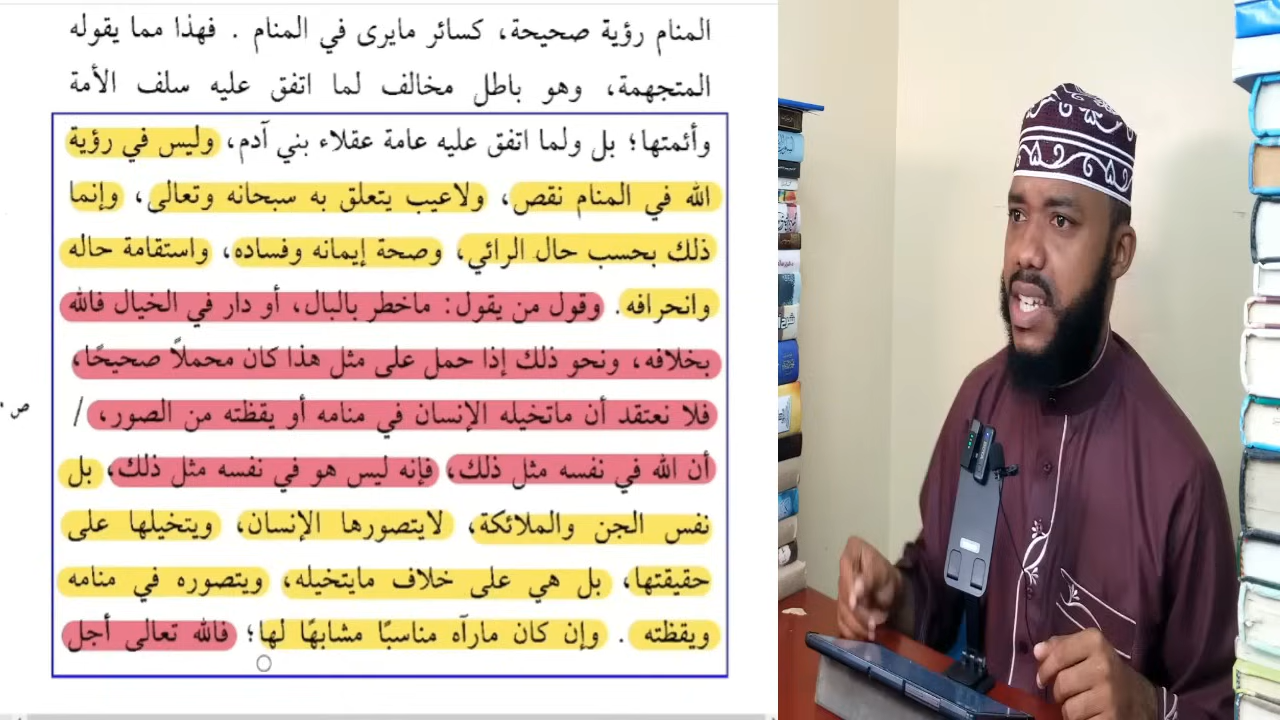 المنام رؤية صحيحة، كسائر مايرى في المنام . فهذا مما يقوله
المتجهمة، وهو باطل مخالف لما اتفق عليه سلف الأمة
وأئمتها؛ بل ولما اتفق عليه عامة عقلاء بني آدم، وليس في رؤية
الله في المنام نقص، ولاعيب يتعلق به سبحانه وتعالى، وإنما
ذلك بحسب حال الرائي، وصحة إيمانه وفساده، واستقامة حاله
وانحرافه. وقول من يقول: ماخطر بالبال، أو دار في الخيال فالله
بخلافه، ونحو ذلك إذا حمل على مثل هذا كان محملاً صحيحًا،
فلا نعتقد أن ماتخيله الإنسان في منامه أو يقظته من الصور، /
أن الله في نفسه مثل ذلك، فإنه ليس هو في نفسه مثل ذلك، بل
نفس الجن والملائكة، لايتصورها الإنسان، ويتخيلها على
حقيقتها، بل هي على خلاف مايتخيله، ويتصوره في منامه
ويقظته . وإن كان مارآه مناسبًا مشابهًا لها؛ فالله تعالى أجل